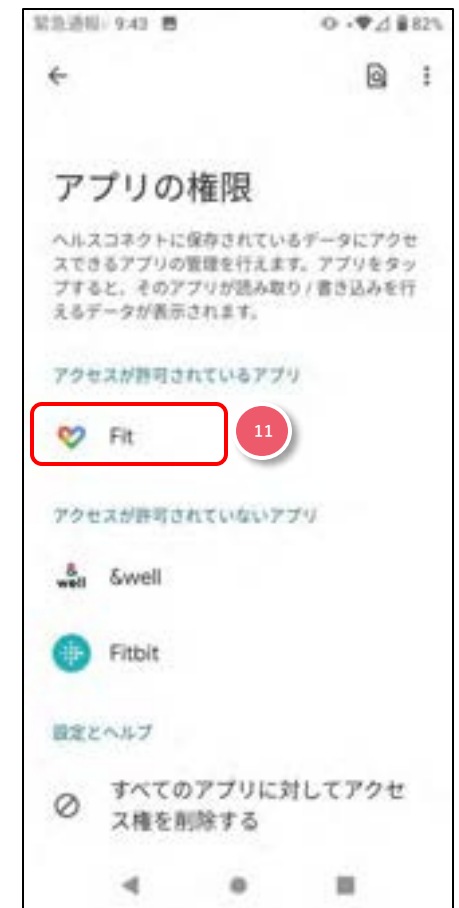 緊急速報 9:43 82%
アプリの権限
ヘルスコネクトに保存されているデータにアクセ
スできるアプリの管理を行えます。アプリをタッ
プすると、そのアプリが読み取り / 書き込みを行
えるデータが表示されます。
アクセスが許可されているアプリ
Fit
11
アクセスが許可されていないアプリ
& well
&well
Fitbit
設定とヘルプ
すべてのアプリに対してアクセ
ス権を削除する